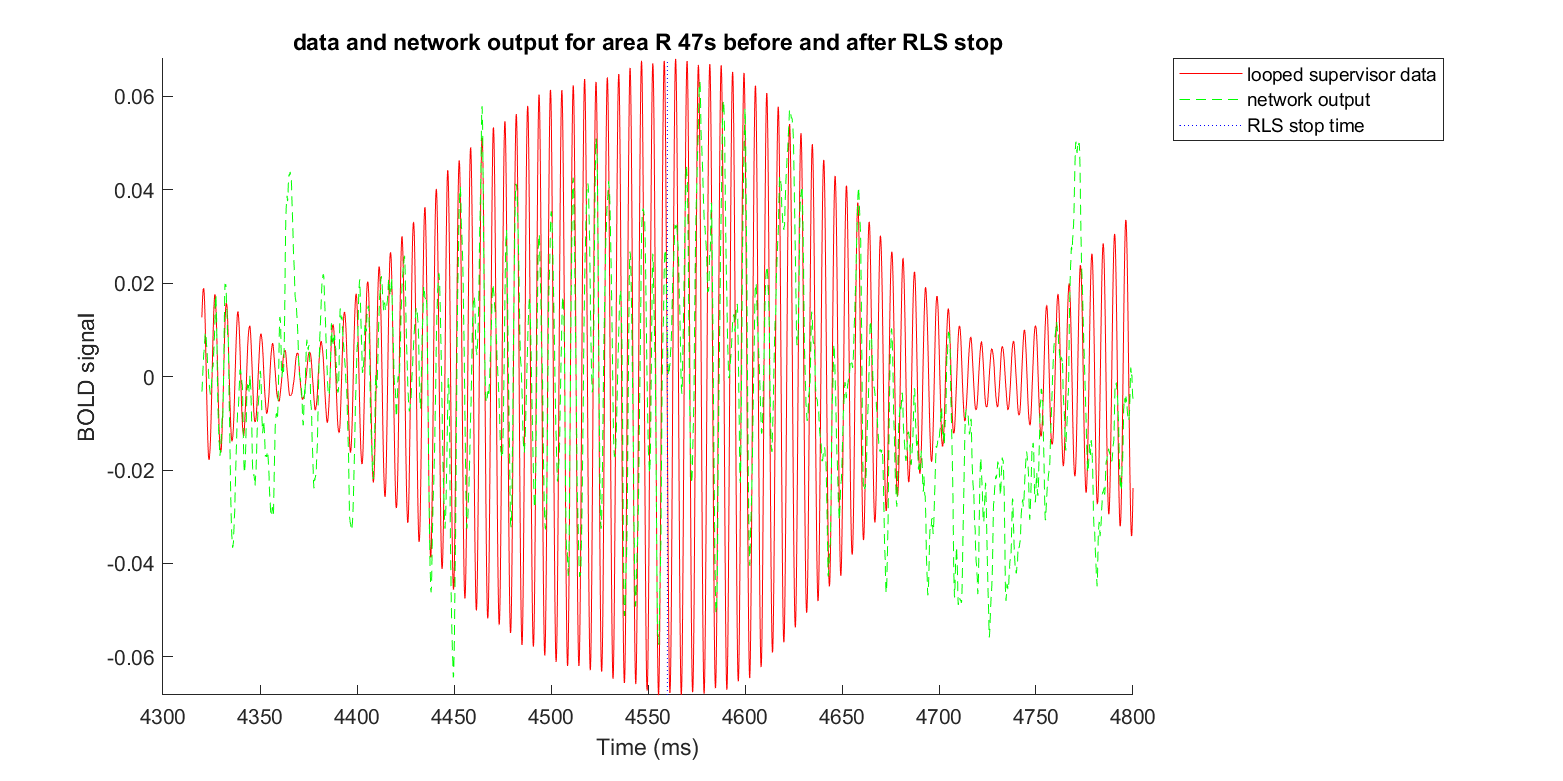 data and network output for area R 47s before and after RLS stop
looped supervisor data
network output
RLS stop time
BOLD signal
0.06
0.04
0.02
0
-0.02
-0.04
-0.06
4300 4350 4400 4450 4500 4550 4600 4650 4700 4750 4800
Time (ms)